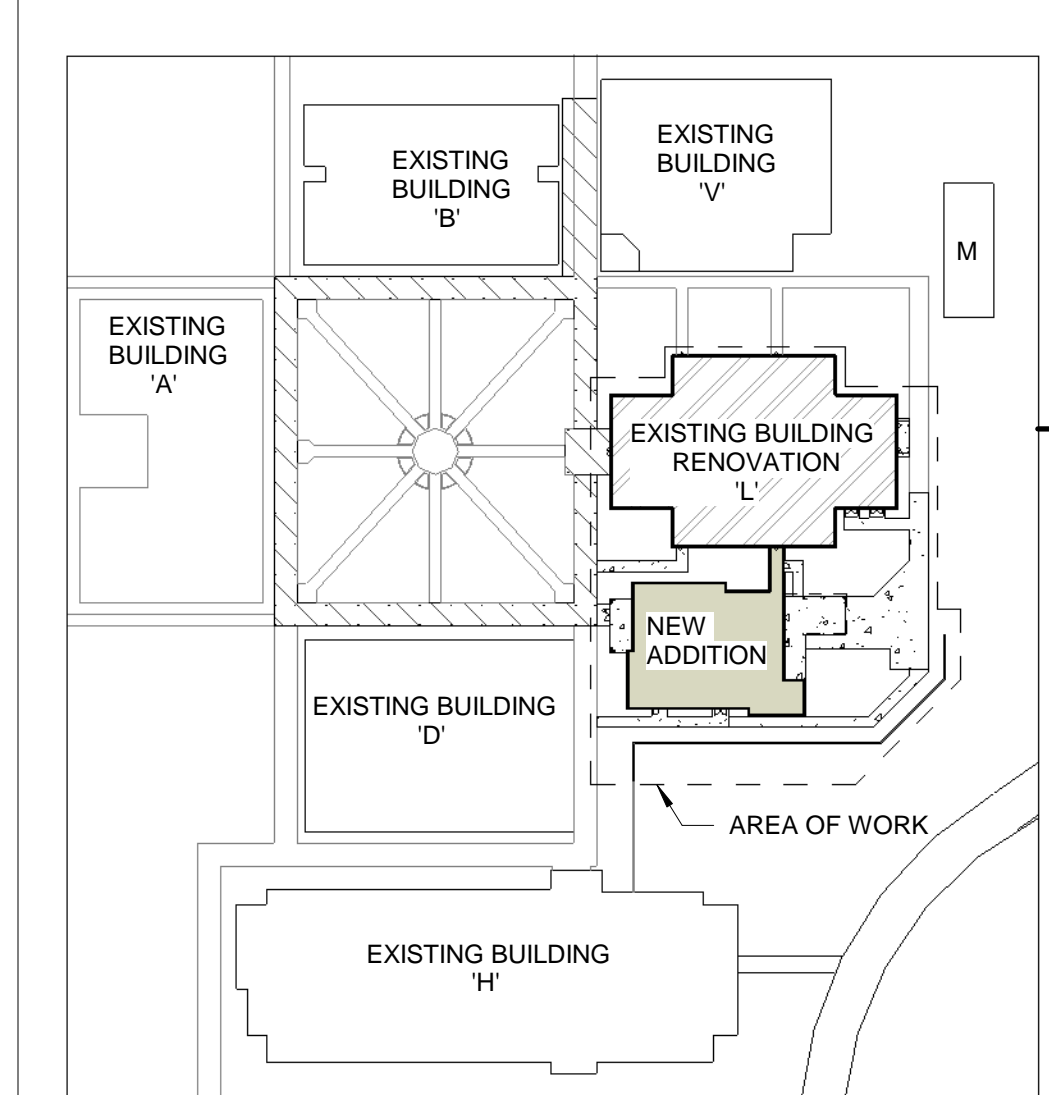 EXISTING
BUILDING
'B'
EXISTING
BUILDING
'V'
M
EXISTING
BUILDING
'A'
EXISTING BUILDING
RENOVATION
'L'
NEW
ADDITION
EXISTING BUILDING
'D'
AREA OF WORK
EXISTING BUILDING
'H'